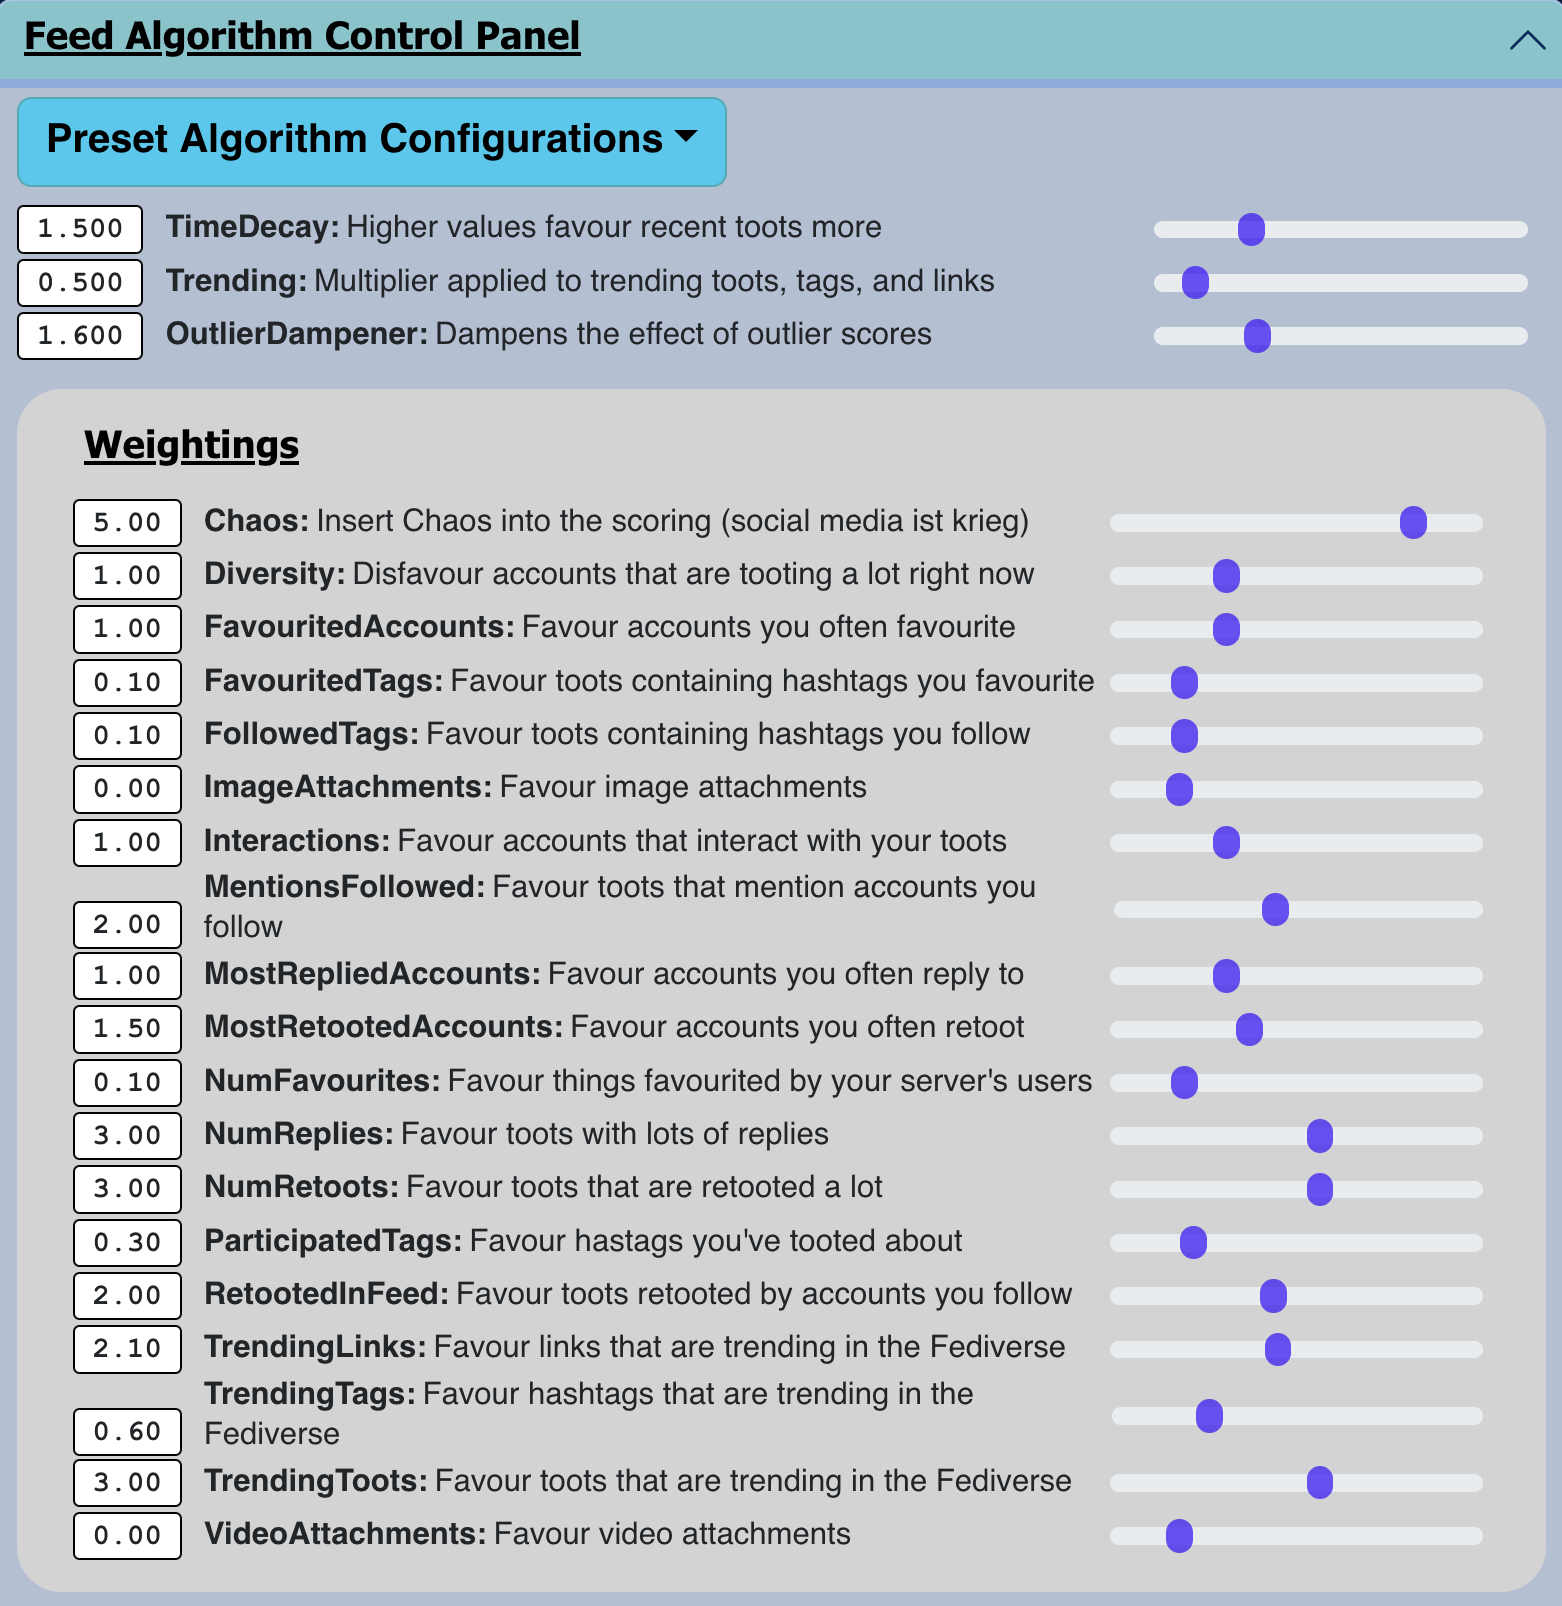 Feed Algorithm Control Panel
Preset Algorithm Configurations
1.500 TimeDecay: Higher values favour recent toots more
0.500 Trending: Multiplier applied to trending toots, tags, and links
1.600 OutlierDampener: Dampens the effect of outlier scores
Weightings
5.00 Chaos: Insert Chaos into the scoring (social media ist krieg)
1.00 Diversity: Disfavour accounts that are tooting a lot right now
1.00 FavouritedAccounts: Favour accounts you often favourite
0.10 FavouritedTags: Favour toots containing hashtags you favourite
0.10 FollowedTags: Favour toots containing hashtags you follow
0.00 ImageAttachments: Favour image attachments
1.00 Interactions: Favour accounts that interact with your toots
MentionsFollowed: Favour toots that mention accounts you
2.00 follow
1.00 MostRepliedAccounts: Favour accounts you often reply to
1.50 MostRetootedAccounts: Favour accounts you often retoot
0.10 NumFavourites: Favour things favourited by your server's users
3.00 NumReplies: Favour toots with lots of replies
3.00 NumRetoots: Favour toots that are retooted a lot
0.30 ParticipatedTags: Favour hastags you've tooted about
2.00 RetootedInFeed: Favour toots retooted by accounts you follow
2.10 TrendingLinks: Favour links that are trending in the Fediverse
TrendingTags: Favour hashtags that are trending in the
0.60 Fediverse
3.00 TrendingToots: Favour toots that are trending in the Fediverse
0.00 VideoAttachments: Favour video attachments